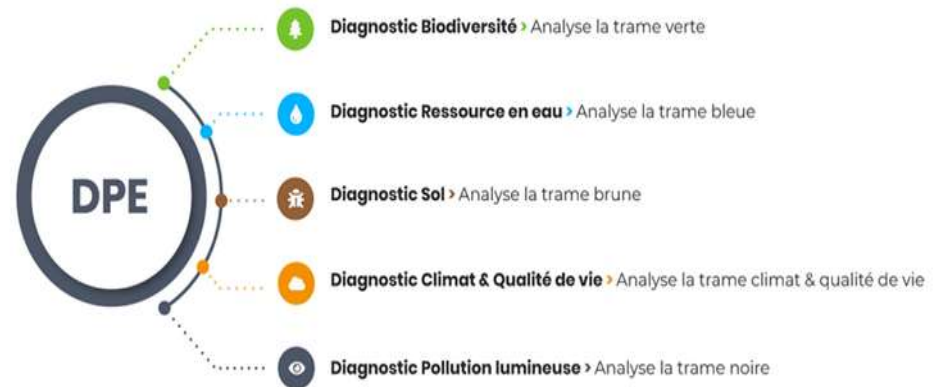 DPE
Diagnostic Biodiversité > Analyse la trame verte
Diagnostic Ressource en eau > Analyse la trame bleue
Diagnostic Sol > Analyse la trame brune
Diagnostic Climat & Qualité de vie > Analyse la trame climat & qualité de vie
Diagnostic Pollution lumineuse > Analyse la trame noire